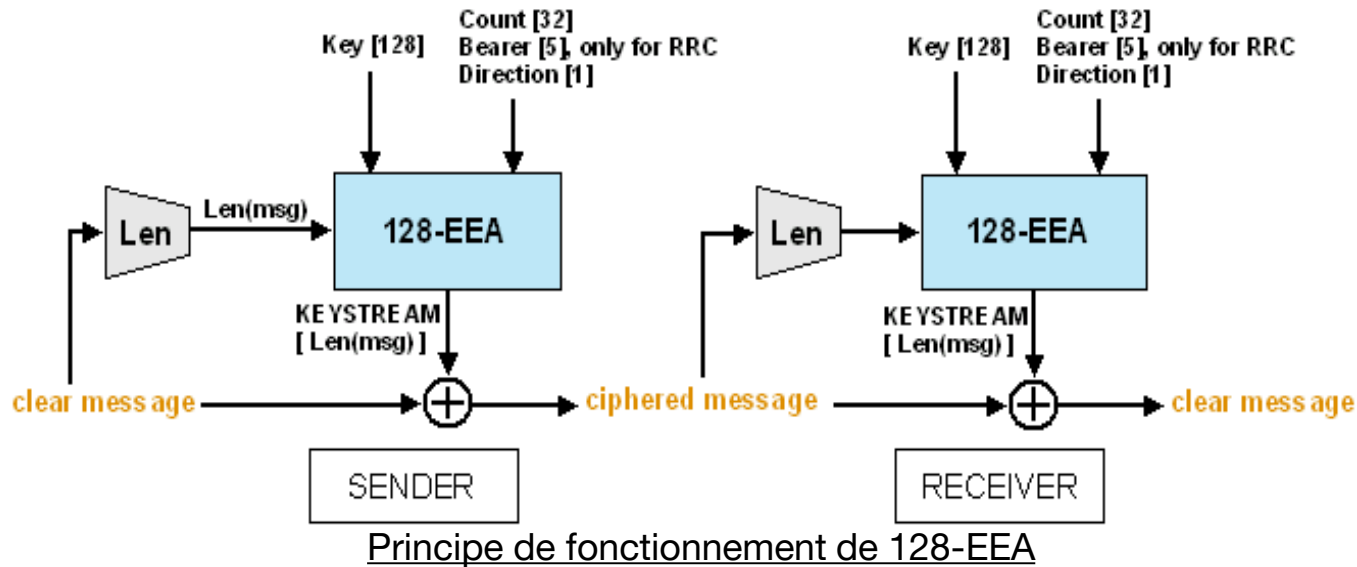 Count [32]
Key [128] Bearer [5], only for RRC
Direction [1]
Len(msg)
Len
128-EEA
KEYSTREAM
[ Len(msg) ]
clear message
ciphered message
SENDER
Count [32]
Key [128] Bearer [5], only for RRC
Direction [1]
Len
128-EEA
KEYSTREAM
[ Len(msg) ]
clear message
RECEIVER
Principe de fonctionnement de 128-EEA